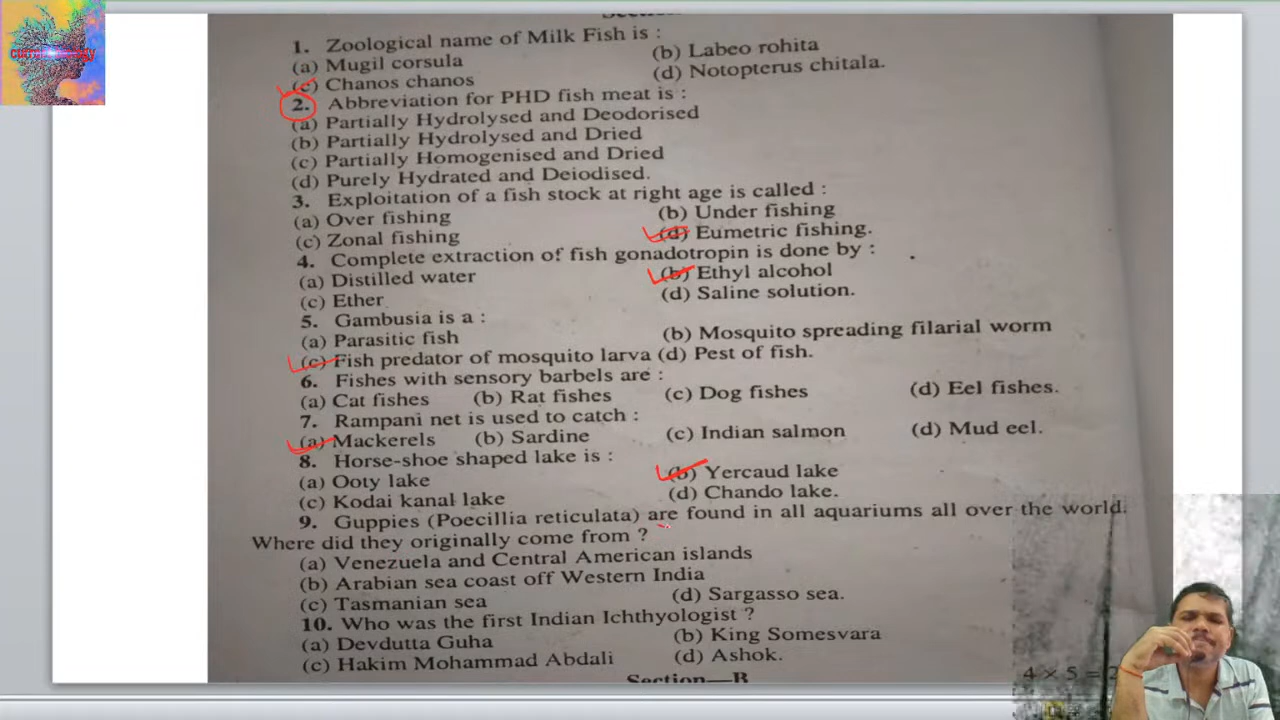 1. Zoological name of Milk Fish is :
(a) Mugil corsula (b) Labeo rohita
(c) Chanos chanos (d) Notopterus chitala.
2. Abbreviation for PHD fish meat is :
(a) Partially Hydrolysed and Deodorised
(b) Partially Hydrolysed and Dried
(c) Partially Homogenised and Dried
(d) Purely Hydrated and Deiodised.
3. Exploitation of a fish stock at right age is called :
(a) Over fishing (b) Under fishing
(c) Zonal fishing (d) Eumetric fishing.
4. Complete extraction of fish gonadotropin is done by :
(a) Distilled water (b) Ethyl alcohol
(c) Ether (d) Saline solution.
5. Gambusia is a :
(a) Parasitic fish (b) Mosquito spreading filarial worm
(c) Fish predator of mosquito larva (d) Pest of fish.
6. Fishes with sensory barbels are :
(a) Cat fishes (b) Rat fishes (c) Dog fishes (d) Eel fishes.
7. Rampani net is used to catch :
(a) Mackerels (b) Sardine (c) Indian salmon (d) Mud eel.
8. Horse-shoe shaped lake is :
(a) Ooty lake (b) Yercaud lake
(c) Kodai kanal lake (d) Chando lake.
9. Guppies (Poecillia reticulata) are found in all aquariums all over the world.
Where did they originally come from ?
(a) Venezuela and Central American islands
(b) Arabian sea coast off Western India
(c) Tasmanian sea (d) Sargasso sea.
10. Who was the first Indian Ichthyologist ?
(a) Devdutta Guha (b) King Somesvara
(c) Hakim Mohammad Abdali (d) Ashok.
Section—B
4 × 5 =